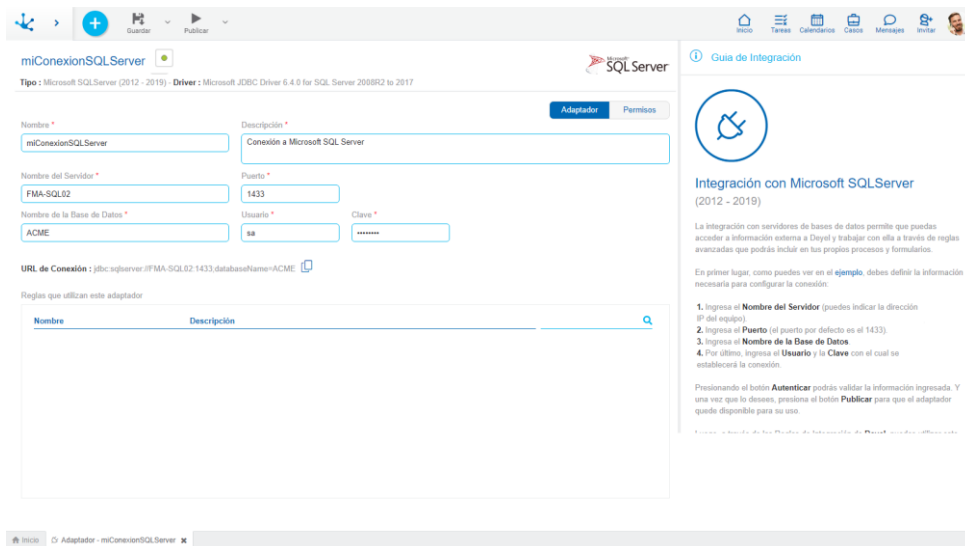 Guardar
Publicar
Inicio
Tareas
Calendarios
Casos
Mensajes
Invitar
miConexionSQLServer
Microsoft
SQL Server
Tipo : Microsoft SQLServer (2012 - 2019) - Driver : Microsoft JDBC Driver 6.4.0 for SQL Server 2008R2 to 2017
Adaptador
Permisos
Nombre *
Descripción *
miConexionSQLServer
Conexión a Microsoft SQL Server
Nombre del Servidor *
Puerto *
FMA-SQL02
1433
Nombre de la Base de Datos *
Usuario *
Clave *
ACME
sa
••••••••
URL de Conexión : jdbc:sqlserver://FMA-SQL02:1433;databaseName=ACME
Reglas que utilizan este adaptador
Nombre
Descripción
Guía de Integración
Integración con Microsoft SQLServer
(2012 - 2019)
La integración con servidores de bases de datos permite que puedas
acceder a información externa a Deyel y trabajar con ella a través de reglas
avanzadas que podrás incluir en tus propios procesos y formularios.
En primer lugar, como puedes ver en el ejemplo, debes definir la información
necesaria para configurar la conexión:
1. Ingresa el Nombre del Servidor (puedes indicar la dirección
IP del equipo).
2. Ingresa el Puerto (el puerto por defecto es el 1433).
3. Ingresa el Nombre de la Base de Datos.
4. Por último, ingresa el Usuario y la Clave con el cual se
establecerá la conexión.
Presionando el botón Autenticar podrás validar la información ingresada. Y
una vez que lo desees, presiona el botón Publicar para que el adaptador
quede disponible para su uso.
Inicio
Adaptador - miConexionSQLServer